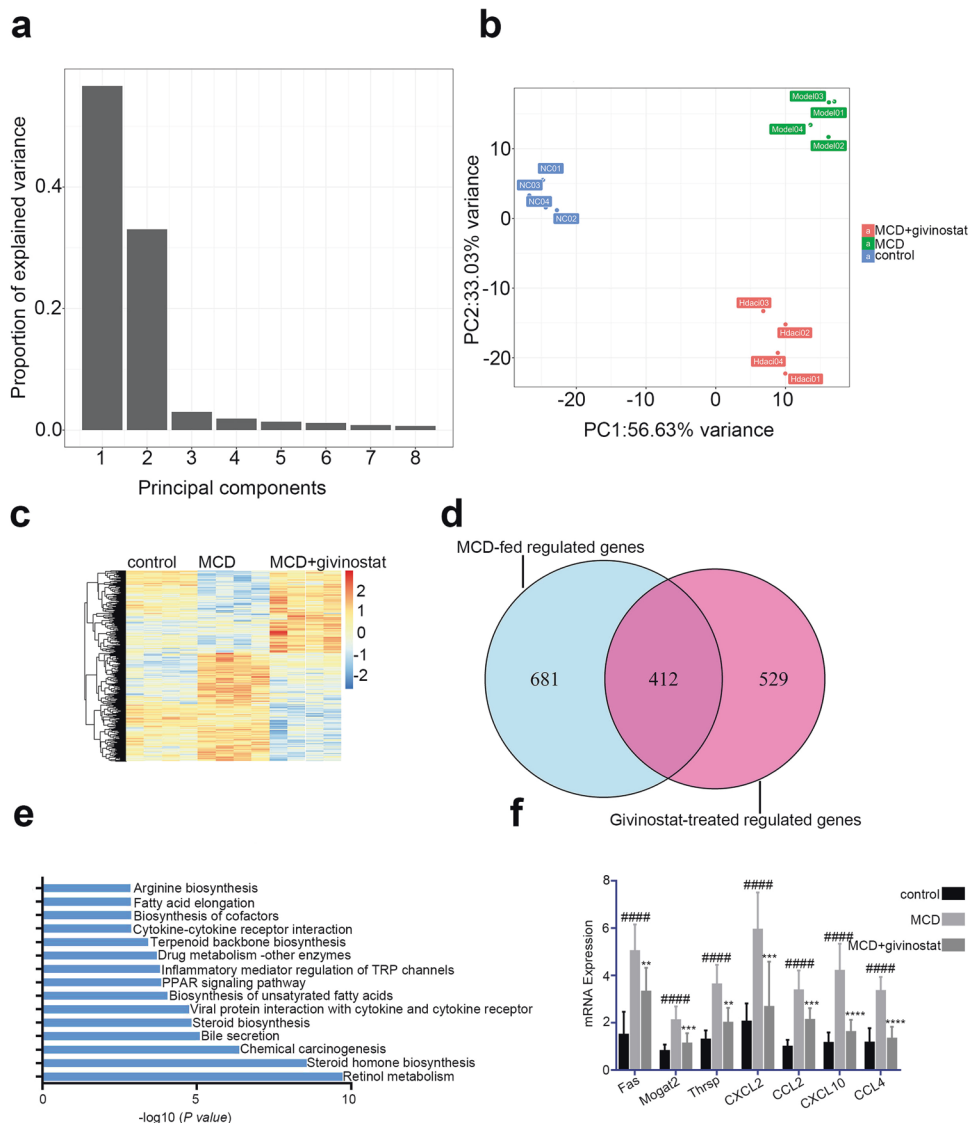 a
Proportion of explained variance
0.4
0.2
0.0
1 2 3 4 5 6 7 8
Principal components
b
PC2:33.03% variance
10
0
-10
-20
Model03
Model01
Model04
Model02
NC01
NC03
NC04
NC02
Hdaci03
Hdaci02
Hdaci04
Hdaci01
-20 -10 0 10
PC1:56.63% variance
a MCD+givinostat
a MCD
a control
c
control MCD MCD+givinostat
2
1
0
-1
-2
d
MCD-fed regulated genes
681 412 529
Givinostat-treated regulated genes
e
Arginine biosynthesis
Fatty acid elongation
Biosynthesis of cofactors
Cytokine-cytokine receptor interaction
Terpenoid backbone biosynthesis
Drug metabolism -other enzymes
Inflammatory mediator regulation of TRP channels
PPAR signaling pathway
Biosynthesis of unsatyrated fatty acids
Viral protein interaction with cytokine and cytokine receptor
Steroid biosynthesis
Bile secretion
Chemical carcinogenesis
Steroid homone biosynthesis
Retinol metabolism
0 5 10
-log10 (P value)
f
mRNA Expression
8
6
4
2
0
#### **
#### ***
#### **
#### ***
#### ***
#### ****
#### ****
Fas Mogat2 Thrsp CXCL2 CCL2 CXCL10 CCL4
control
MCD
MCD+givinostat